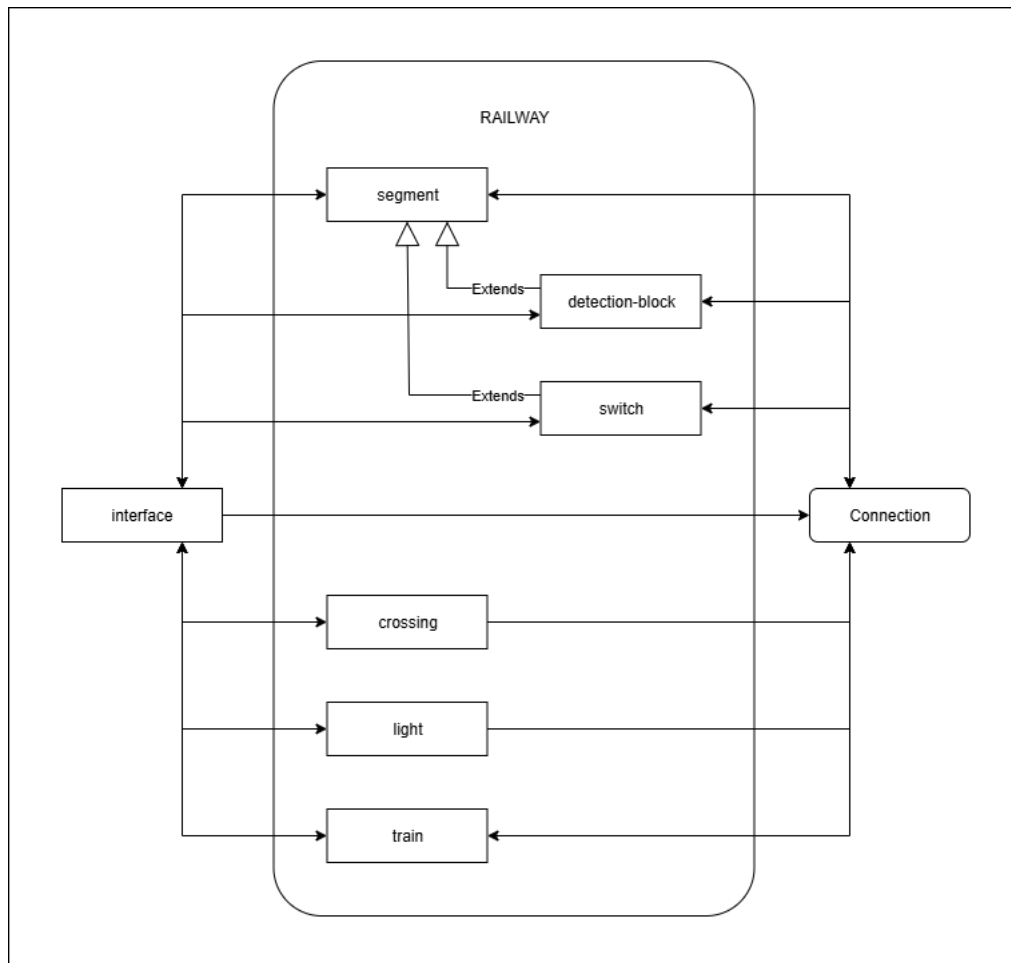 RAILWAY
segment
Extends
detection-block
Extends
switch
interface
Connection
crossing
light
train